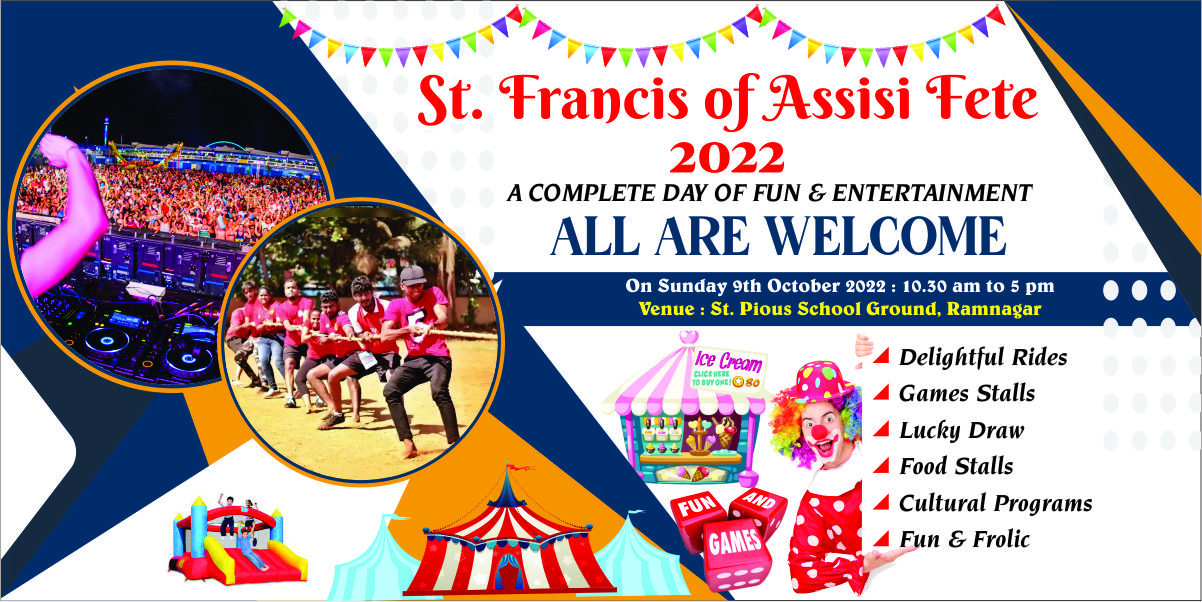 St. Francis of Assisi Fete
2022
A COMPLETE DAY OF FUN & ENTERTAINMENT
ALL ARE WELCOME
On Sunday 9th October 2022 : 10.30 am to 5 pm
Venue : St. Pious School Ground, Ramnagar
Ice Cream
CLICK HERE
TO BUY ONE! 80
Delightful Rides
Games Stalls
Lucky Draw
Food Stalls
Cultural Programs
Fun & Frolic
FUN
AND
GAMES